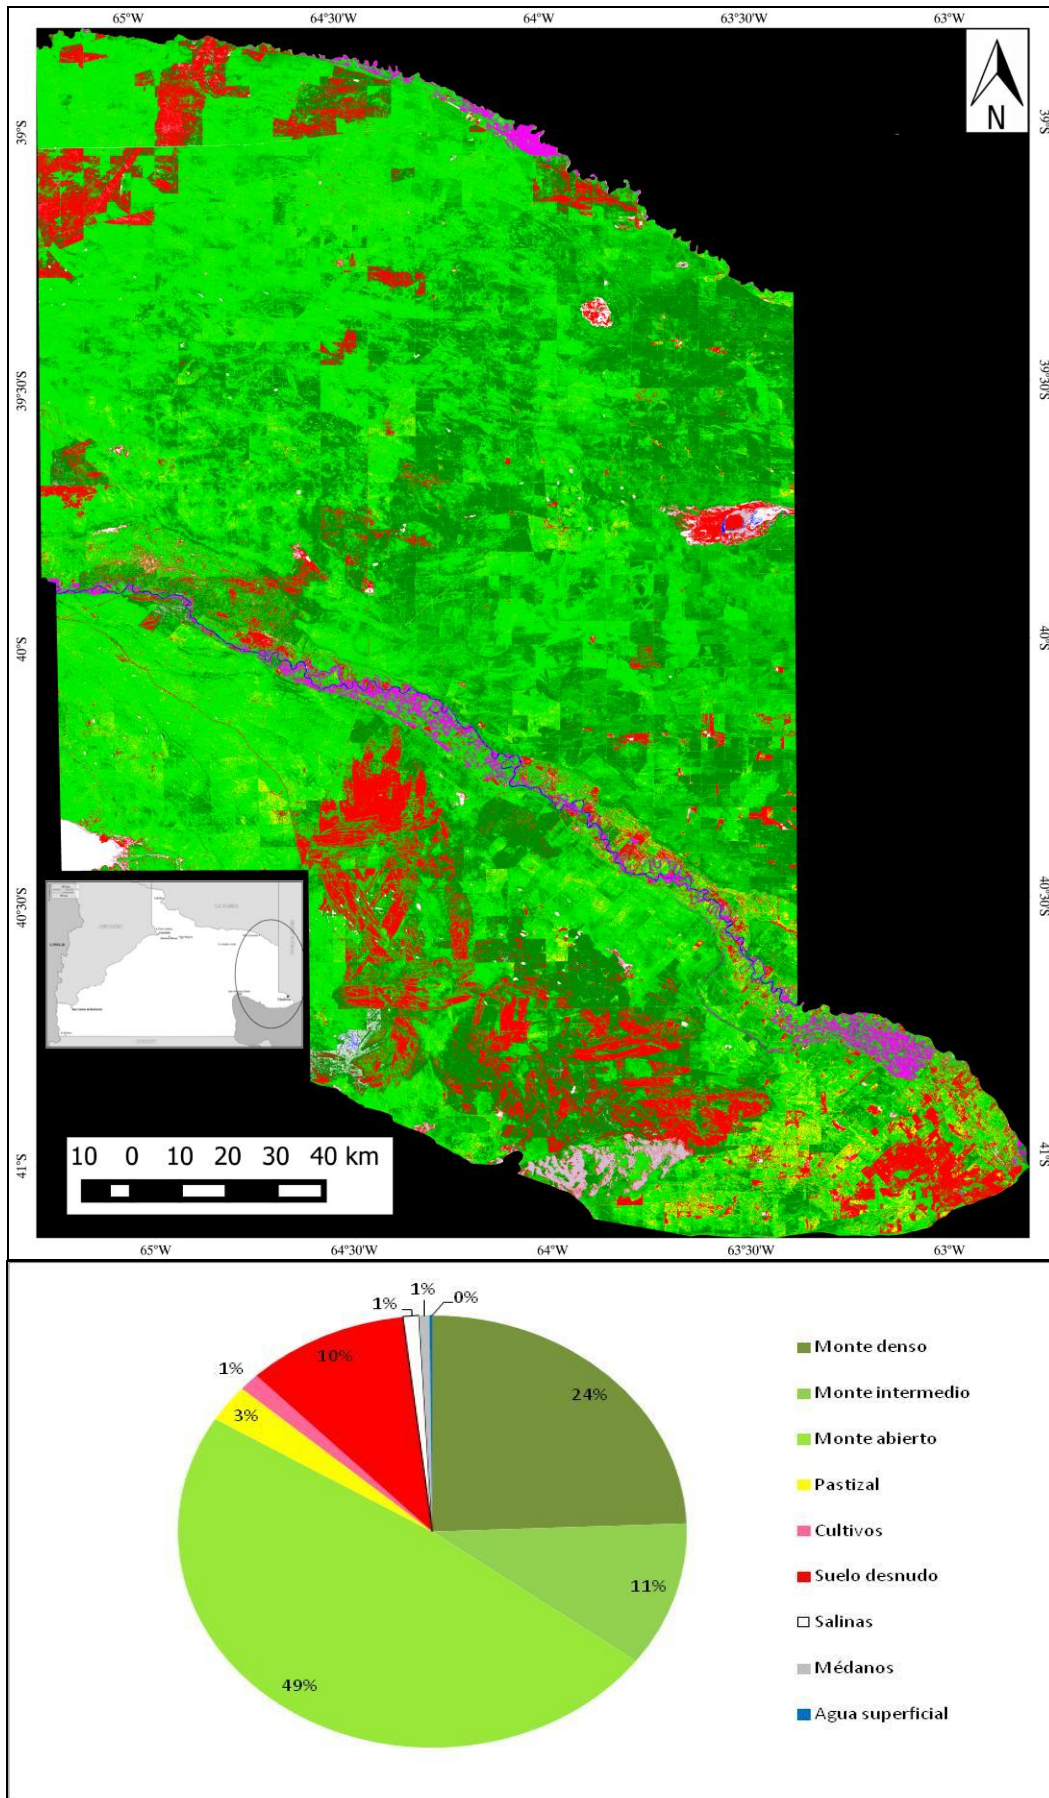 65°W 64°30'W 64°W 63°30'W 63°W
N
39°S 39°S
39°30'S 39°30'S
40°S 40°S
40°30'S 40°30'S
41°S 41°S
10 0 10 20 30 40 km
65°W 64°30'W 64°W 63°30'W 63°W
1%
1% 0%
10%
1%
3%
24%
11%
49%
Monte denso
Monte intermedio
Monte abierto
Pastizal
Cultivos
Suelo desnudo
Salinas
Médanos
Agua superficial